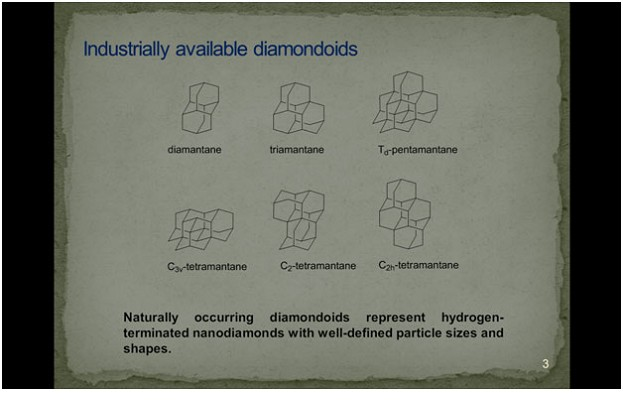 Industrially available diamondoids
diamantane
triamantane
Td-pentamantane
C3v-tetramantane
C2-tetramantane
C2h-tetramantane
Naturally occurring diamondoids represent hydrogen-
terminated nanodiamonds with well-defined particle sizes and
shapes.
3